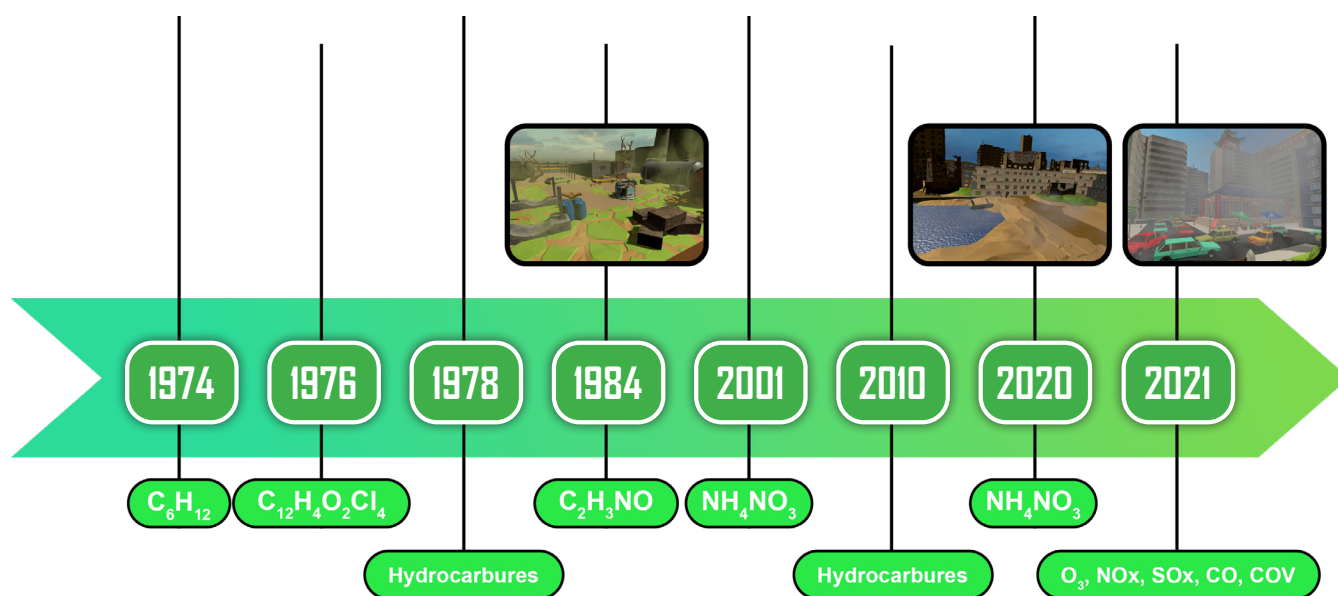 1974
1976
1978
1984
2001
2010
2020
2021
C₆H₁₂
C₁₂H₄O₂Cl₄
C₂H₃NO
NH₄NO₃
NH₄NO₃
Hydrocarbures
Hydrocarbures
O₃, NOx, SOx, CO, COV